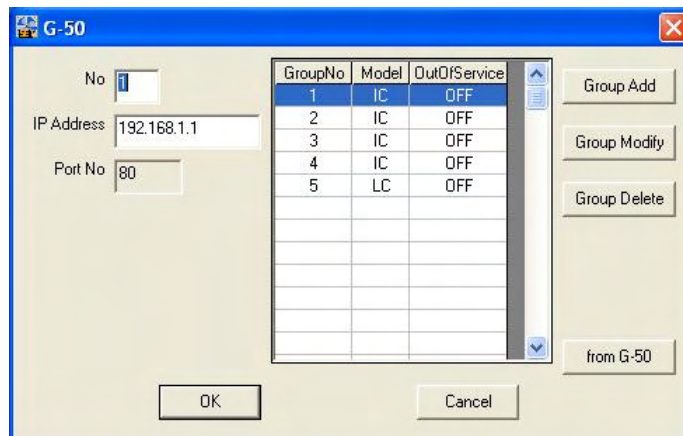 G-50
No 1
IP Address 192.168.1.1
Port No 80
GroupNo Model OutOfService
1 IC OFF
2 IC OFF
3 IC OFF
4 IC OFF
5 LC OFF
Group Add
Group Modify
Group Delete
from G-50
OK Cancel